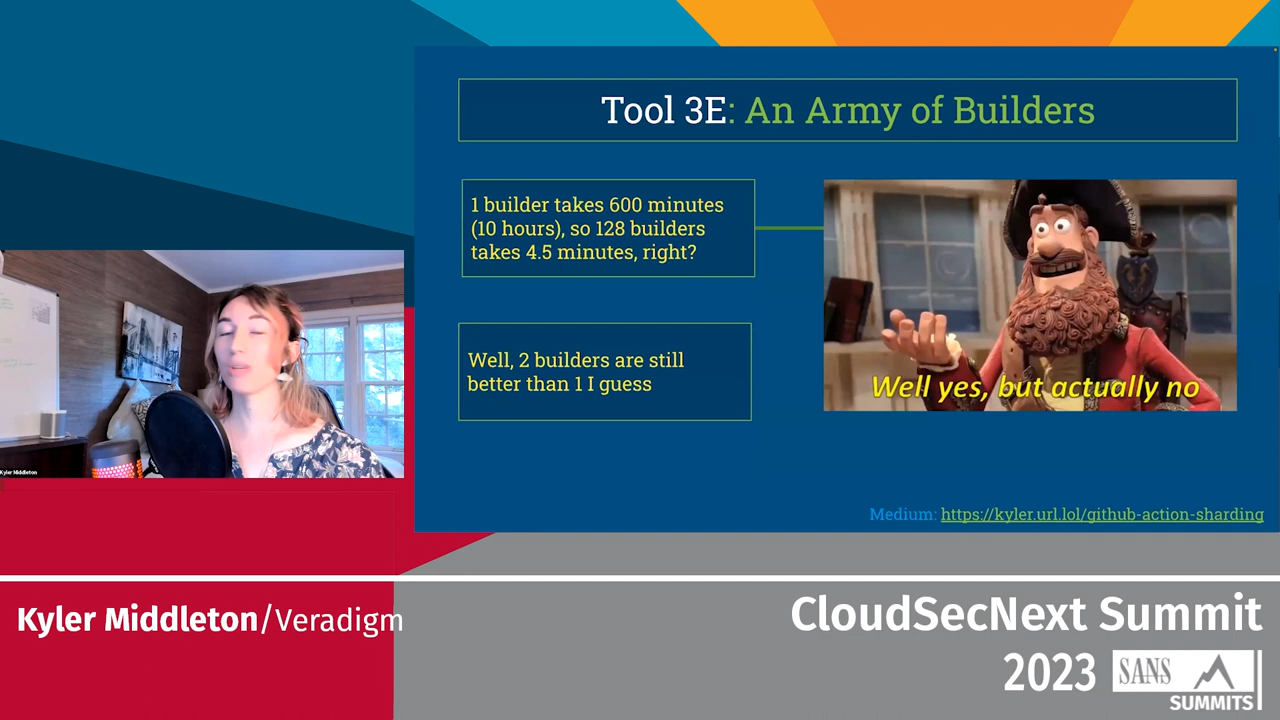 Tool 3E: An Army of Builders
1 builder takes 600 minutes
(10 hours), so 128 builders
takes 4.5 minutes, right?
Well, 2 builders are still
better than 1 I guess
Well yes, but actually no
Medium: https://kyler.url.lol/github-action-sharding
Kyler Middleton
Kyler Middleton/Veradigm
CloudSecNext Summit
2023
SANS
SUMMITS